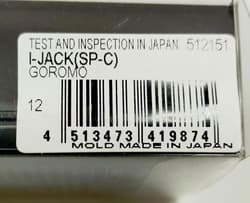 TEST AND INSPECTION IN JAPAN 512151
I-JACK(SP-C)
GOROMO
12
4 513473 419874
MOLD MADE IN JAPAN